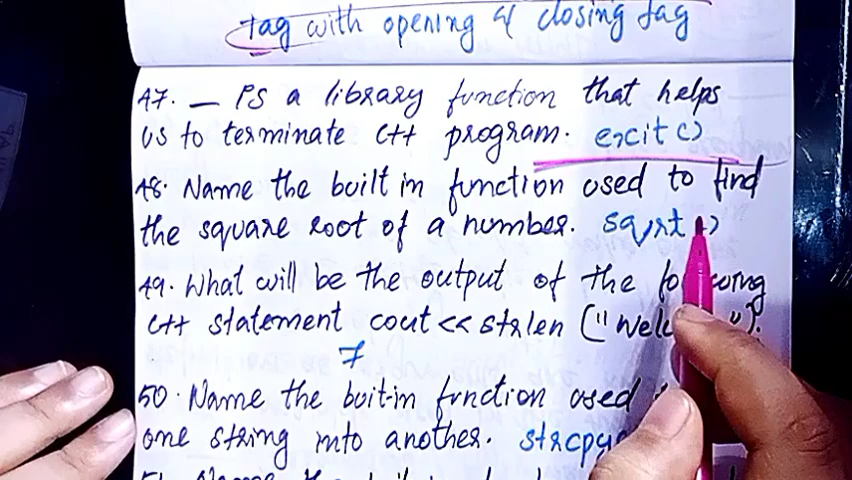 tag with opening & closing tag
47. — Is a library function that helps
us to terminate C++ program. exit()
48. Name the built in function used to find
the square root of a number. sqrt()
49. What will be the output of the
C++ statement cout<< strlen ("Wel ").
7
50. Name the buit-in function used
one string into another. strcpy